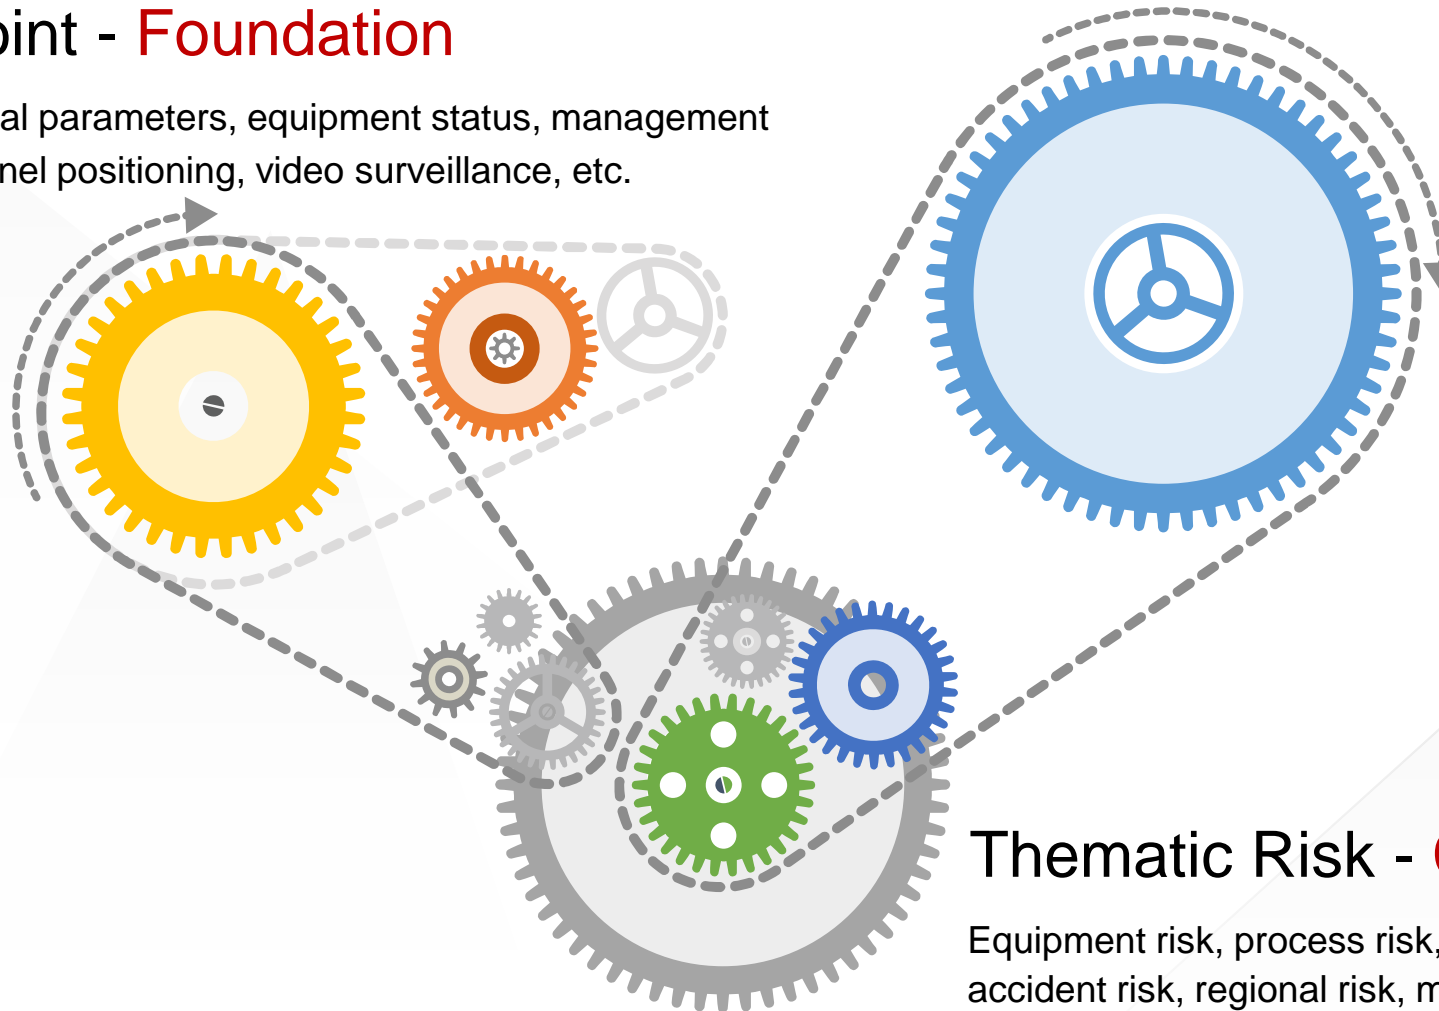 oint - Foundation
al parameters, equipment status, management
nel positioning, video surveillance, etc.
Thematic Risk -
Equipment risk, process risk,
accident risk, regional risk, m